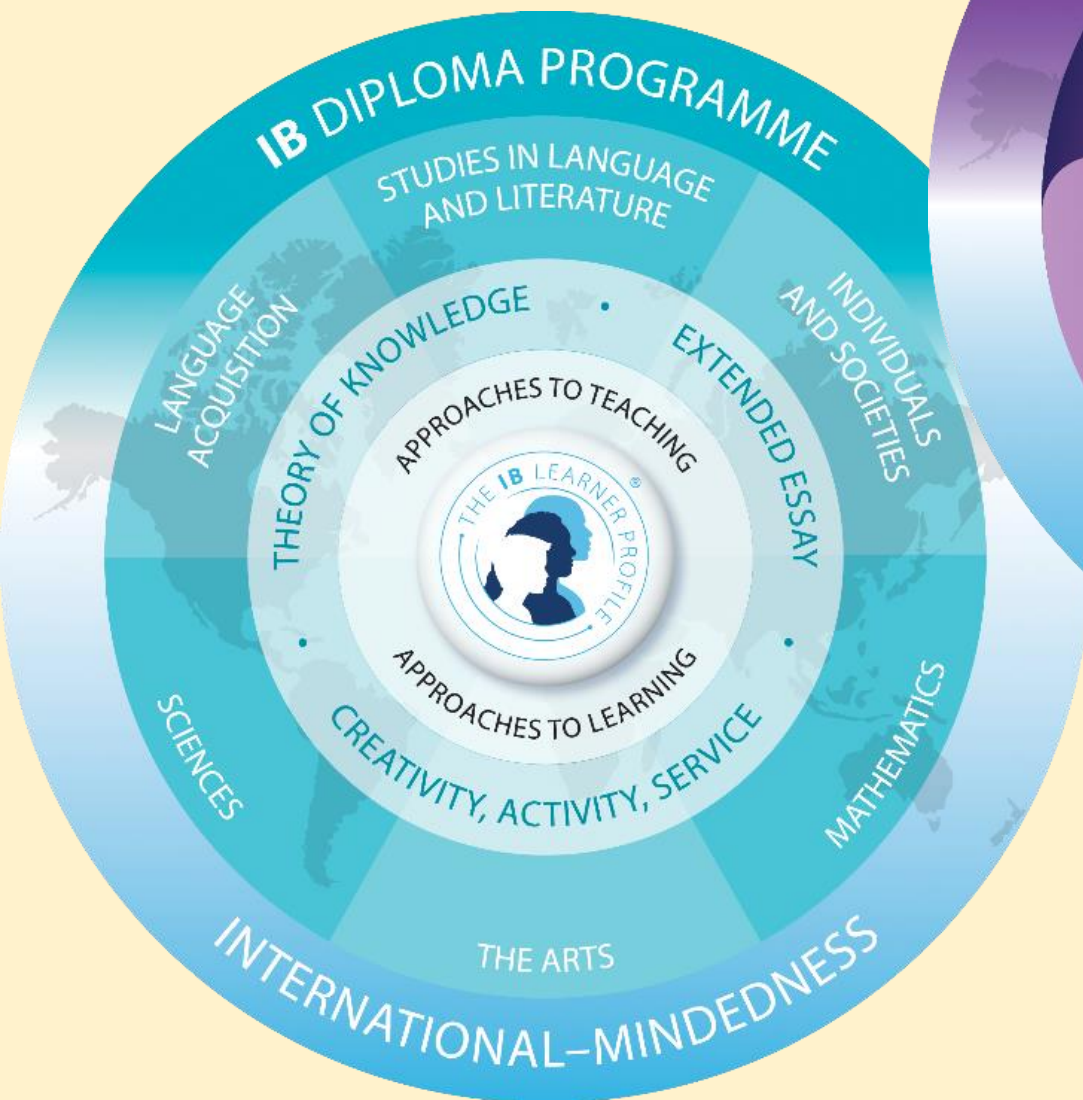 IB DIPLOMA PROGRAMME
STUDIES IN LANGUAGE
AND LITERATURE
LANGUAGE
ACQUISITION
INDIVIDUALS
AND SOCIETIES
THEORY OF KNOWLEDGE
EXTENDED ESSAY
APPROACHES TO TEACHING
THE IB LEARNER PROFILE ®
APPROACHES TO LEARNING
CREATIVITY, ACTIVITY, SERVICE
SCIENCES
MATHEMATICS
THE ARTS
INTERNATIONAL–MINDEDNESS